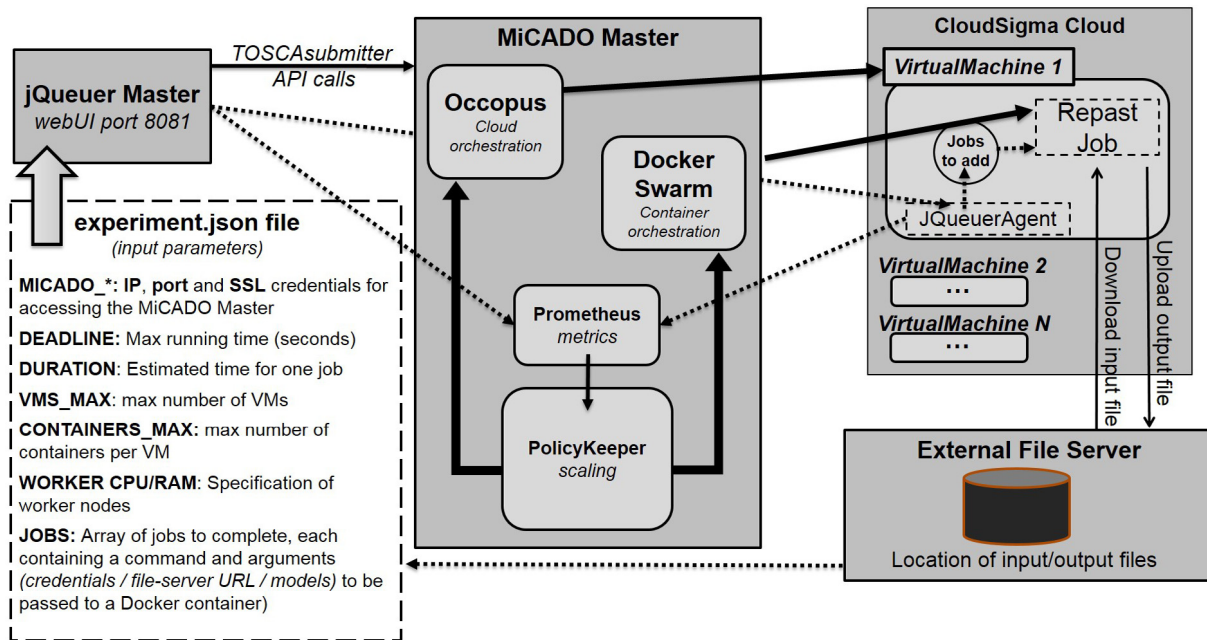 jQueuer Master
webUI port 8081
TOSCAsubmitter
API calls
experiment.json file
(input parameters)
MICADO_*: IP, port and SSL credentials for
accessing the MiCADO Master
DEADLINE: Max running time (seconds)
DURATION: Estimated time for one job
VMS_MAX: max number of VMs
CONTAINERS_MAX: max number of
containers per VM
WORKER CPU/RAM: Specification of
worker nodes
JOBS: Array of jobs to complete, each
containing a command and arguments
(credentials / file-server URL / models) to be
passed to a Docker container)
MiCADO Master
Occopus
Cloud
orchestration
Docker
Swarm
Container
orchestration
Prometheus
metrics
PolicyKeeper
scaling
CloudSigma Cloud
VirtualMachine 1
Repast
Job
Jobs
to add
JQueuerAgent
VirtualMachine 2
...
VirtualMachine N
...
Download input file
Upload output file
External File Server
Location of input/output files